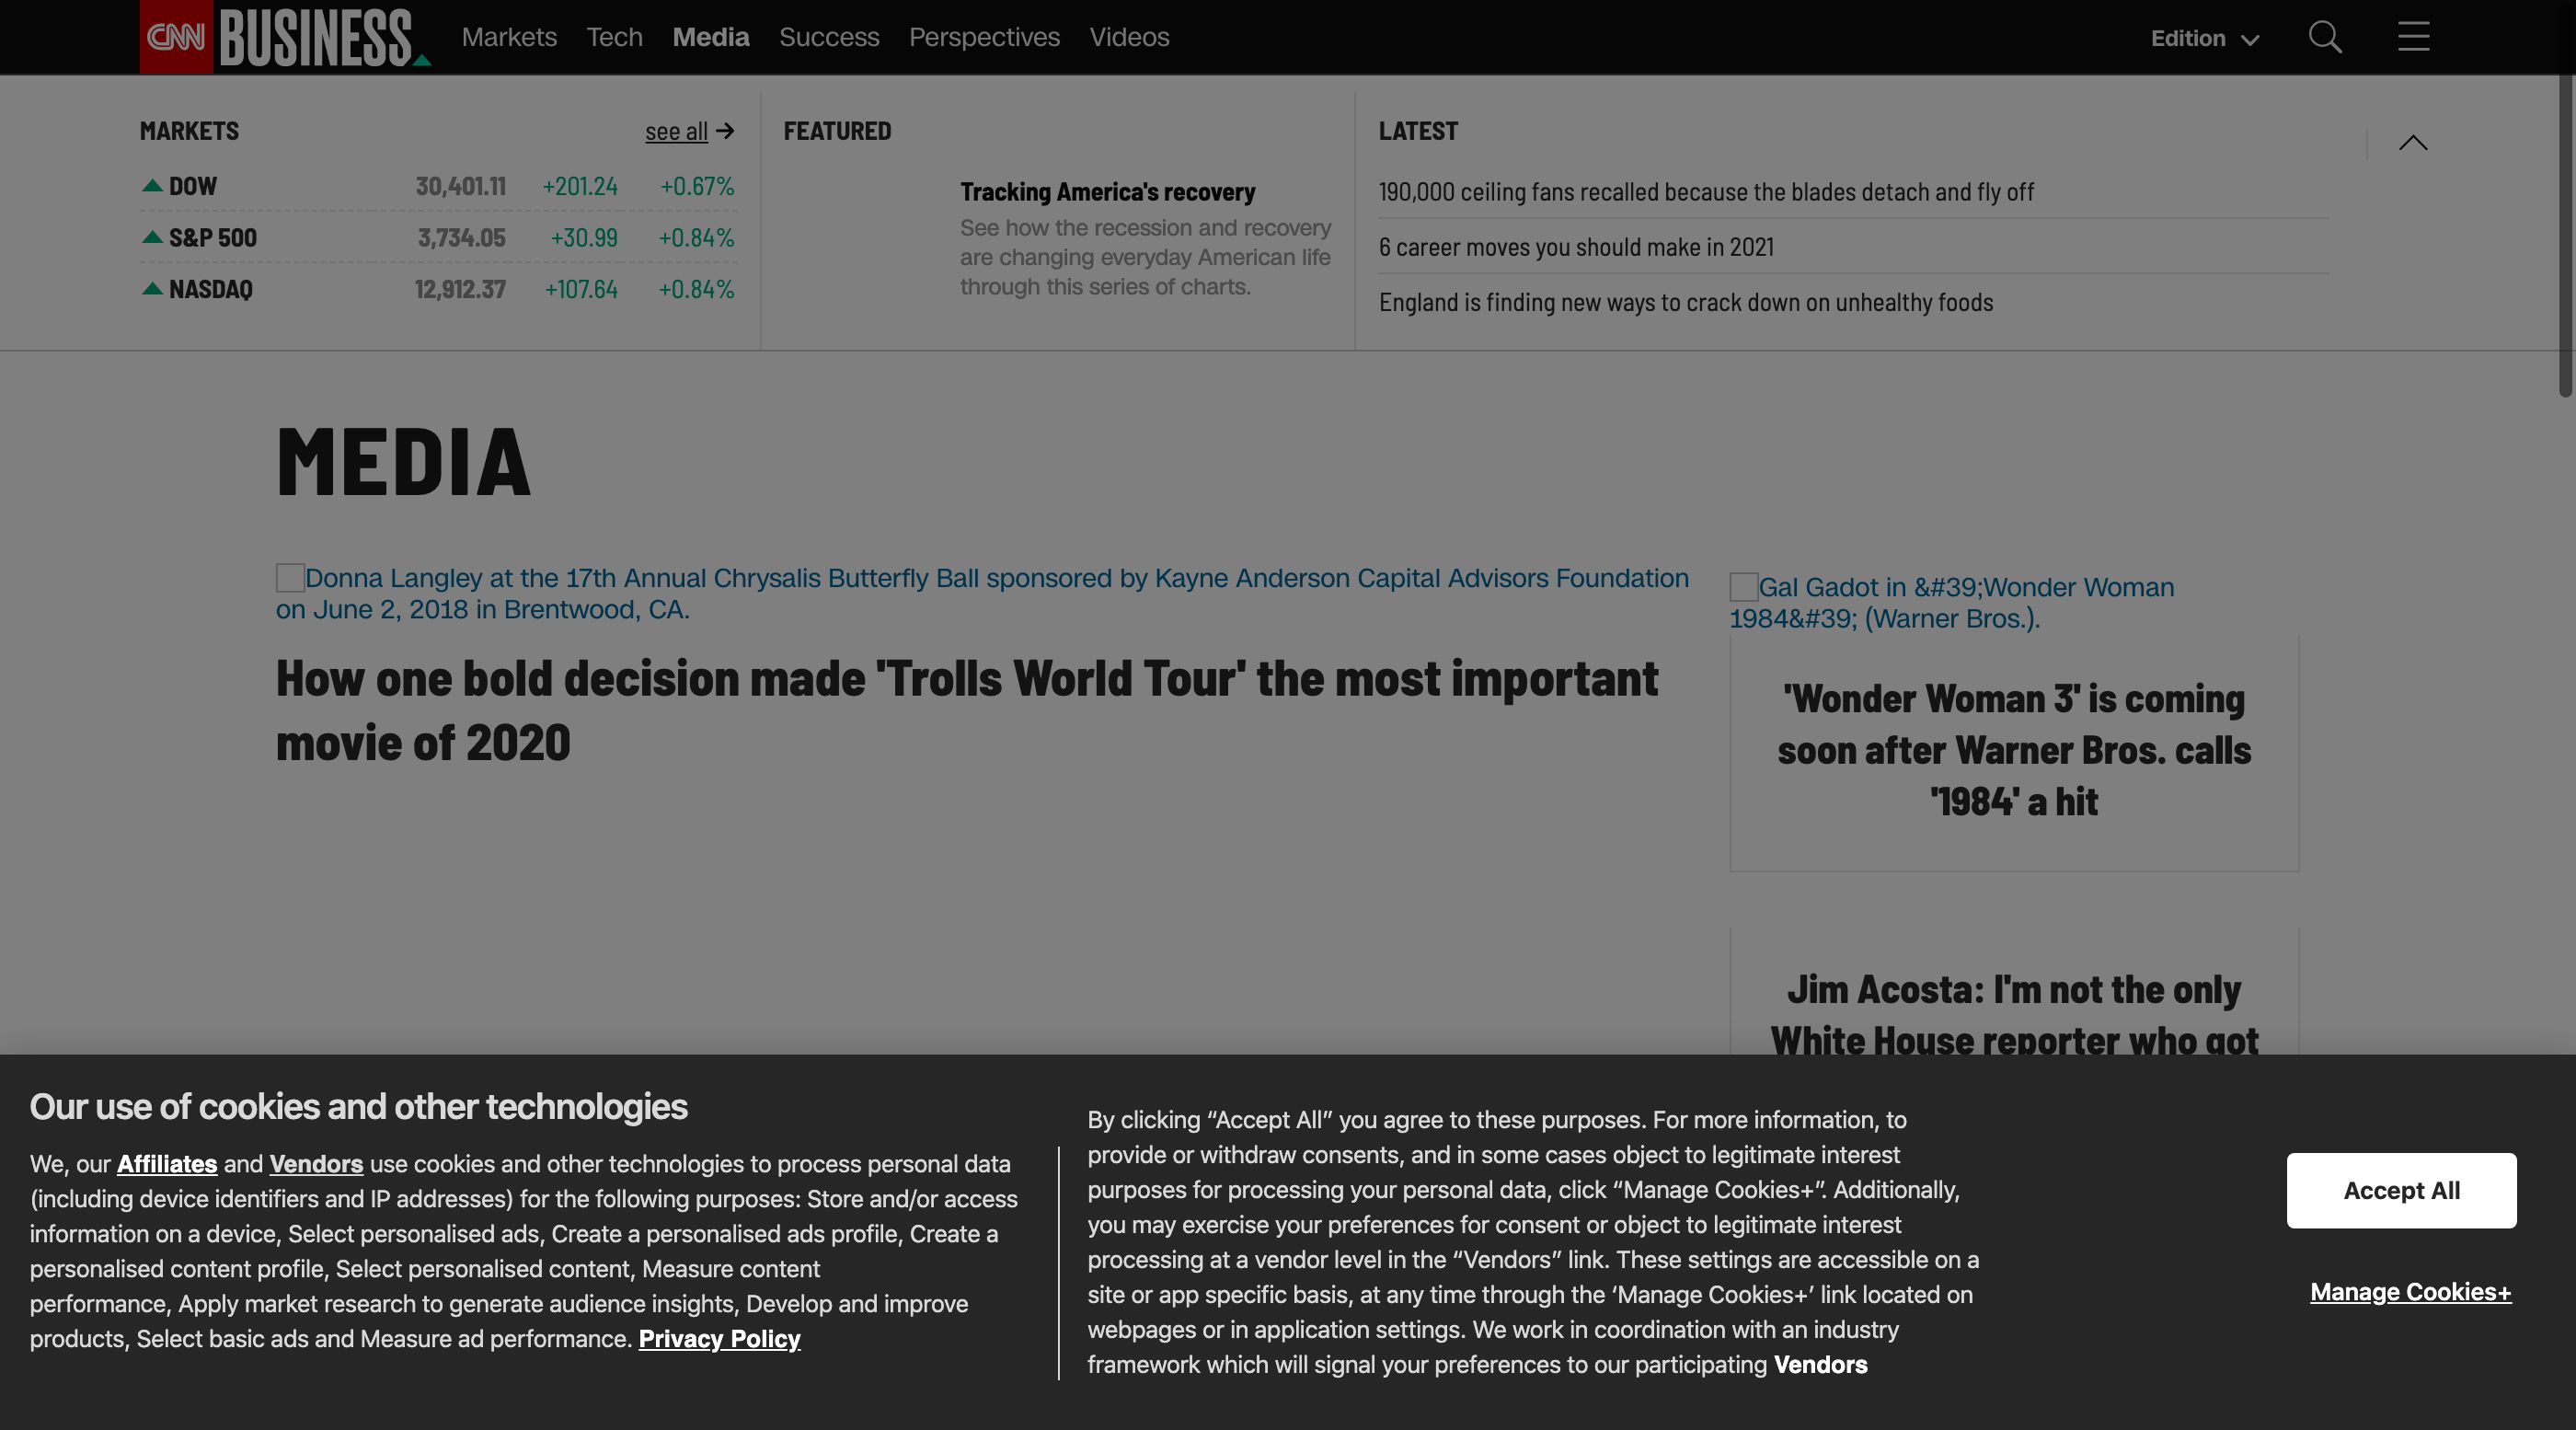 CNN BUSINESS Markets Tech Media Success Perspectives Videos Edition
MARKETS see all →
DOW 30,401.11 +201.24 +0.67%
S&P 500 3,734.05 +30.99 +0.84%
NASDAQ 12,912.37 +107.64 +0.84%
FEATURED
Tracking America's recovery
See how the recession and recovery
are changing everyday American life
through this series of charts.
LATEST
190,000 ceiling fans recalled because the blades detach and fly off
6 career moves you should make in 2021
England is finding new ways to crack down on unhealthy foods
MEDIA
Donna Langley at the 17th Annual Chrysalis Butterfly Ball sponsored by Kayne Anderson Capital Advisors Foundation
on June 2, 2018 in Brentwood, CA.
How one bold decision made 'Trolls World Tour' the most important
movie of 2020
Gal Gadot in &#39;Wonder Woman
1984&#39; (Warner Bros.).
'Wonder Woman 3' is coming
soon after Warner Bros. calls
'1984' a hit
Jim Acosta: I'm not the only
White House reporter who got
Our use of cookies and other technologies
We, our Affiliates and Vendors use cookies and other technologies to process personal data
(including device identifiers and IP addresses) for the following purposes: Store and/or access
information on a device, Select personalised ads, Create a personalised ads profile, Create a
personalised content profile, Select personalised content, Measure content
performance, Apply market research to generate audience insights, Develop and improve
products, Select basic ads and Measure ad performance. Privacy Policy
By clicking “Accept All” you agree to these purposes. For more information, to
provide or withdraw consents, and in some cases object to legitimate interest
purposes for processing your personal data, click “Manage Cookies+”. Additionally,
you may exercise your preferences for consent or object to legitimate interest
processing at a vendor level in the “Vendors” link. These settings are accessible on a
site or app specific basis, at any time through the ‘Manage Cookies+’ link located on
webpages or in application settings. We work in coordination with an industry
framework which will signal your preferences to our participating Vendors
Accept All
Manage Cookies+